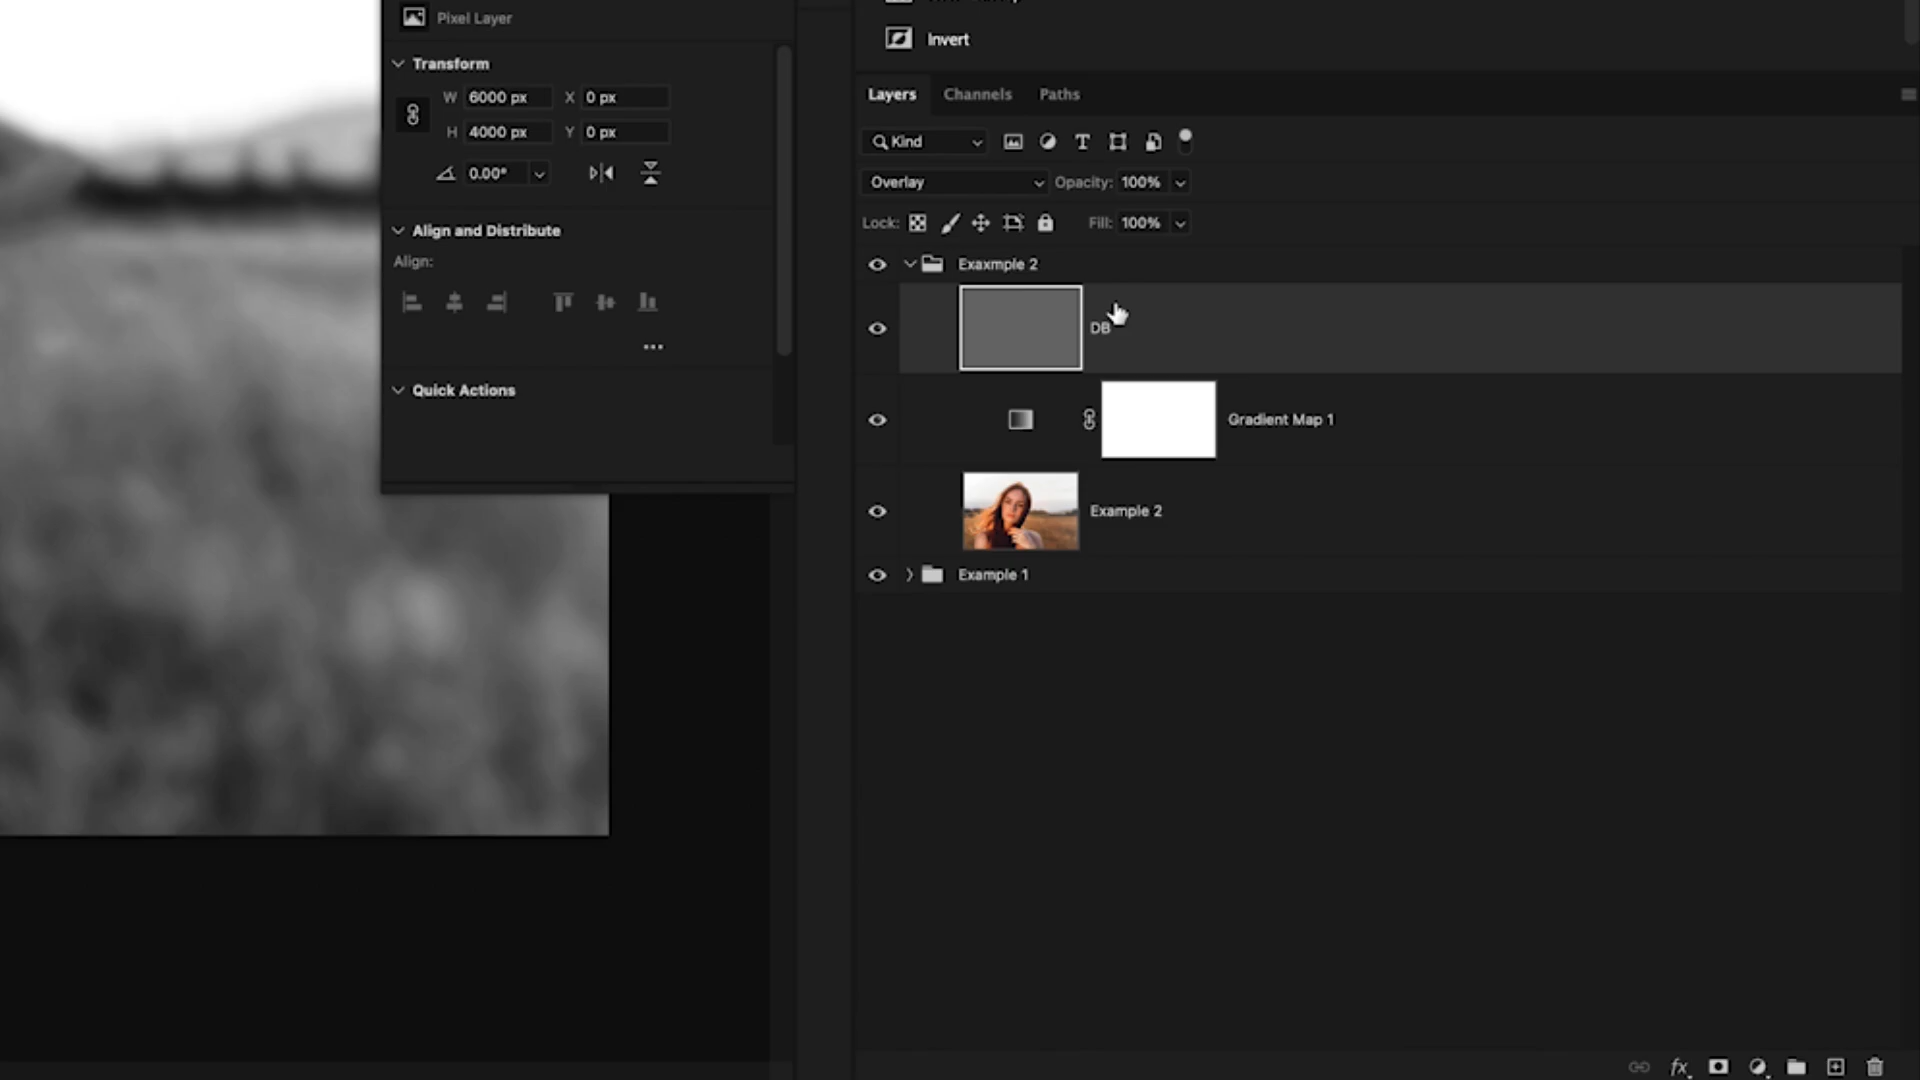 Pixel Layer
Transform
W 6000 px X 0 px
H 4000 px Y 0 px
0.00°
Align and Distribute
Align:
Quick Actions
Invert
Layers Channels Paths
Kind
Overlay Opacity: 100%
Lock: Fill: 100%
Exaxmple 2
DB
Gradient Map 1
Example 2
Example 1
fx